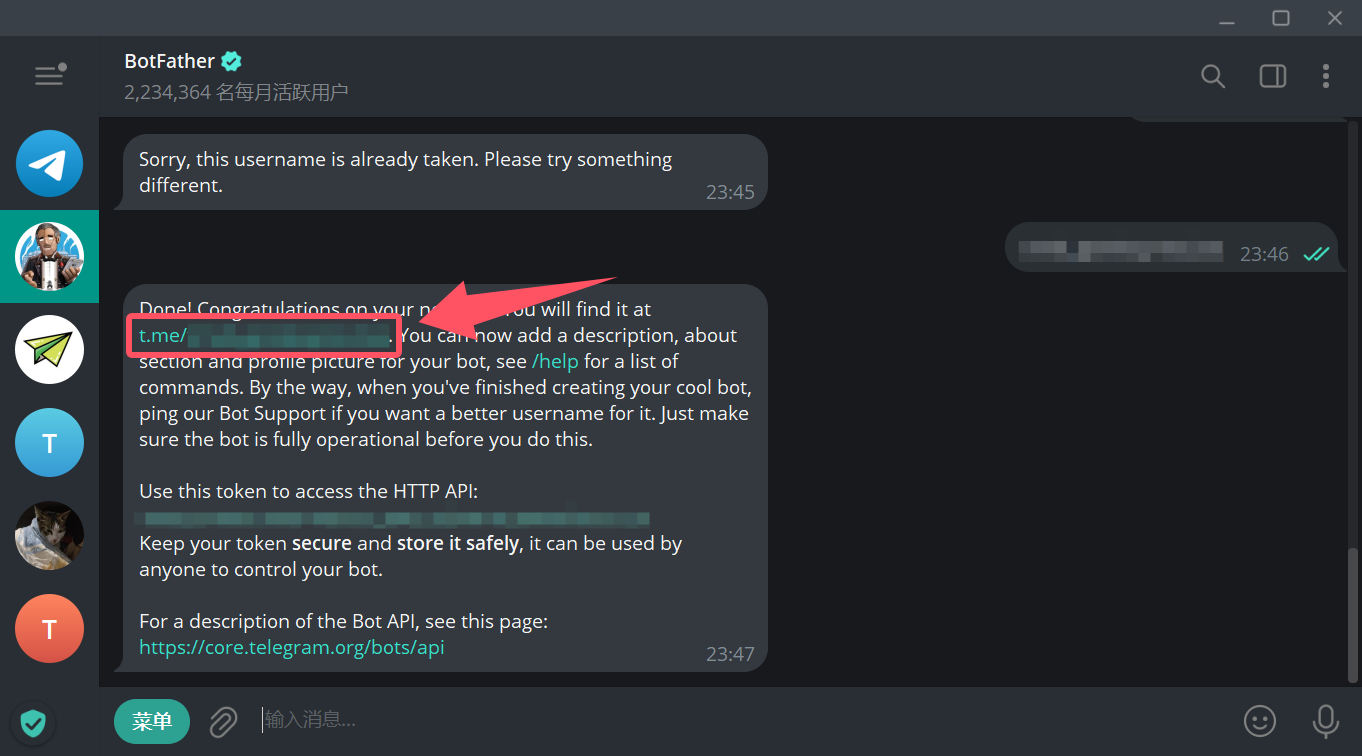 BotFather
2,234,364 名每月活跃用户
Sorry, this username is already taken. Please try something
different.
23:45
23:46
Done! Congratulations on your will find it at
t.me/ You can now add a description, about
section and profile picture for your bot, see /help for a list of
commands. By the way, when you've finished creating your cool bot,
ping our Bot Support if you want a better username for it. Just make
sure the bot is fully operational before you do this.
Use this token to access the HTTP API:
Keep your token secure and store it safely, it can be used by
anyone to control your bot.
For a description of the Bot API, see this page:
https://core.telegram.org/bots/api
23:47
T
T
菜单
输入消息...